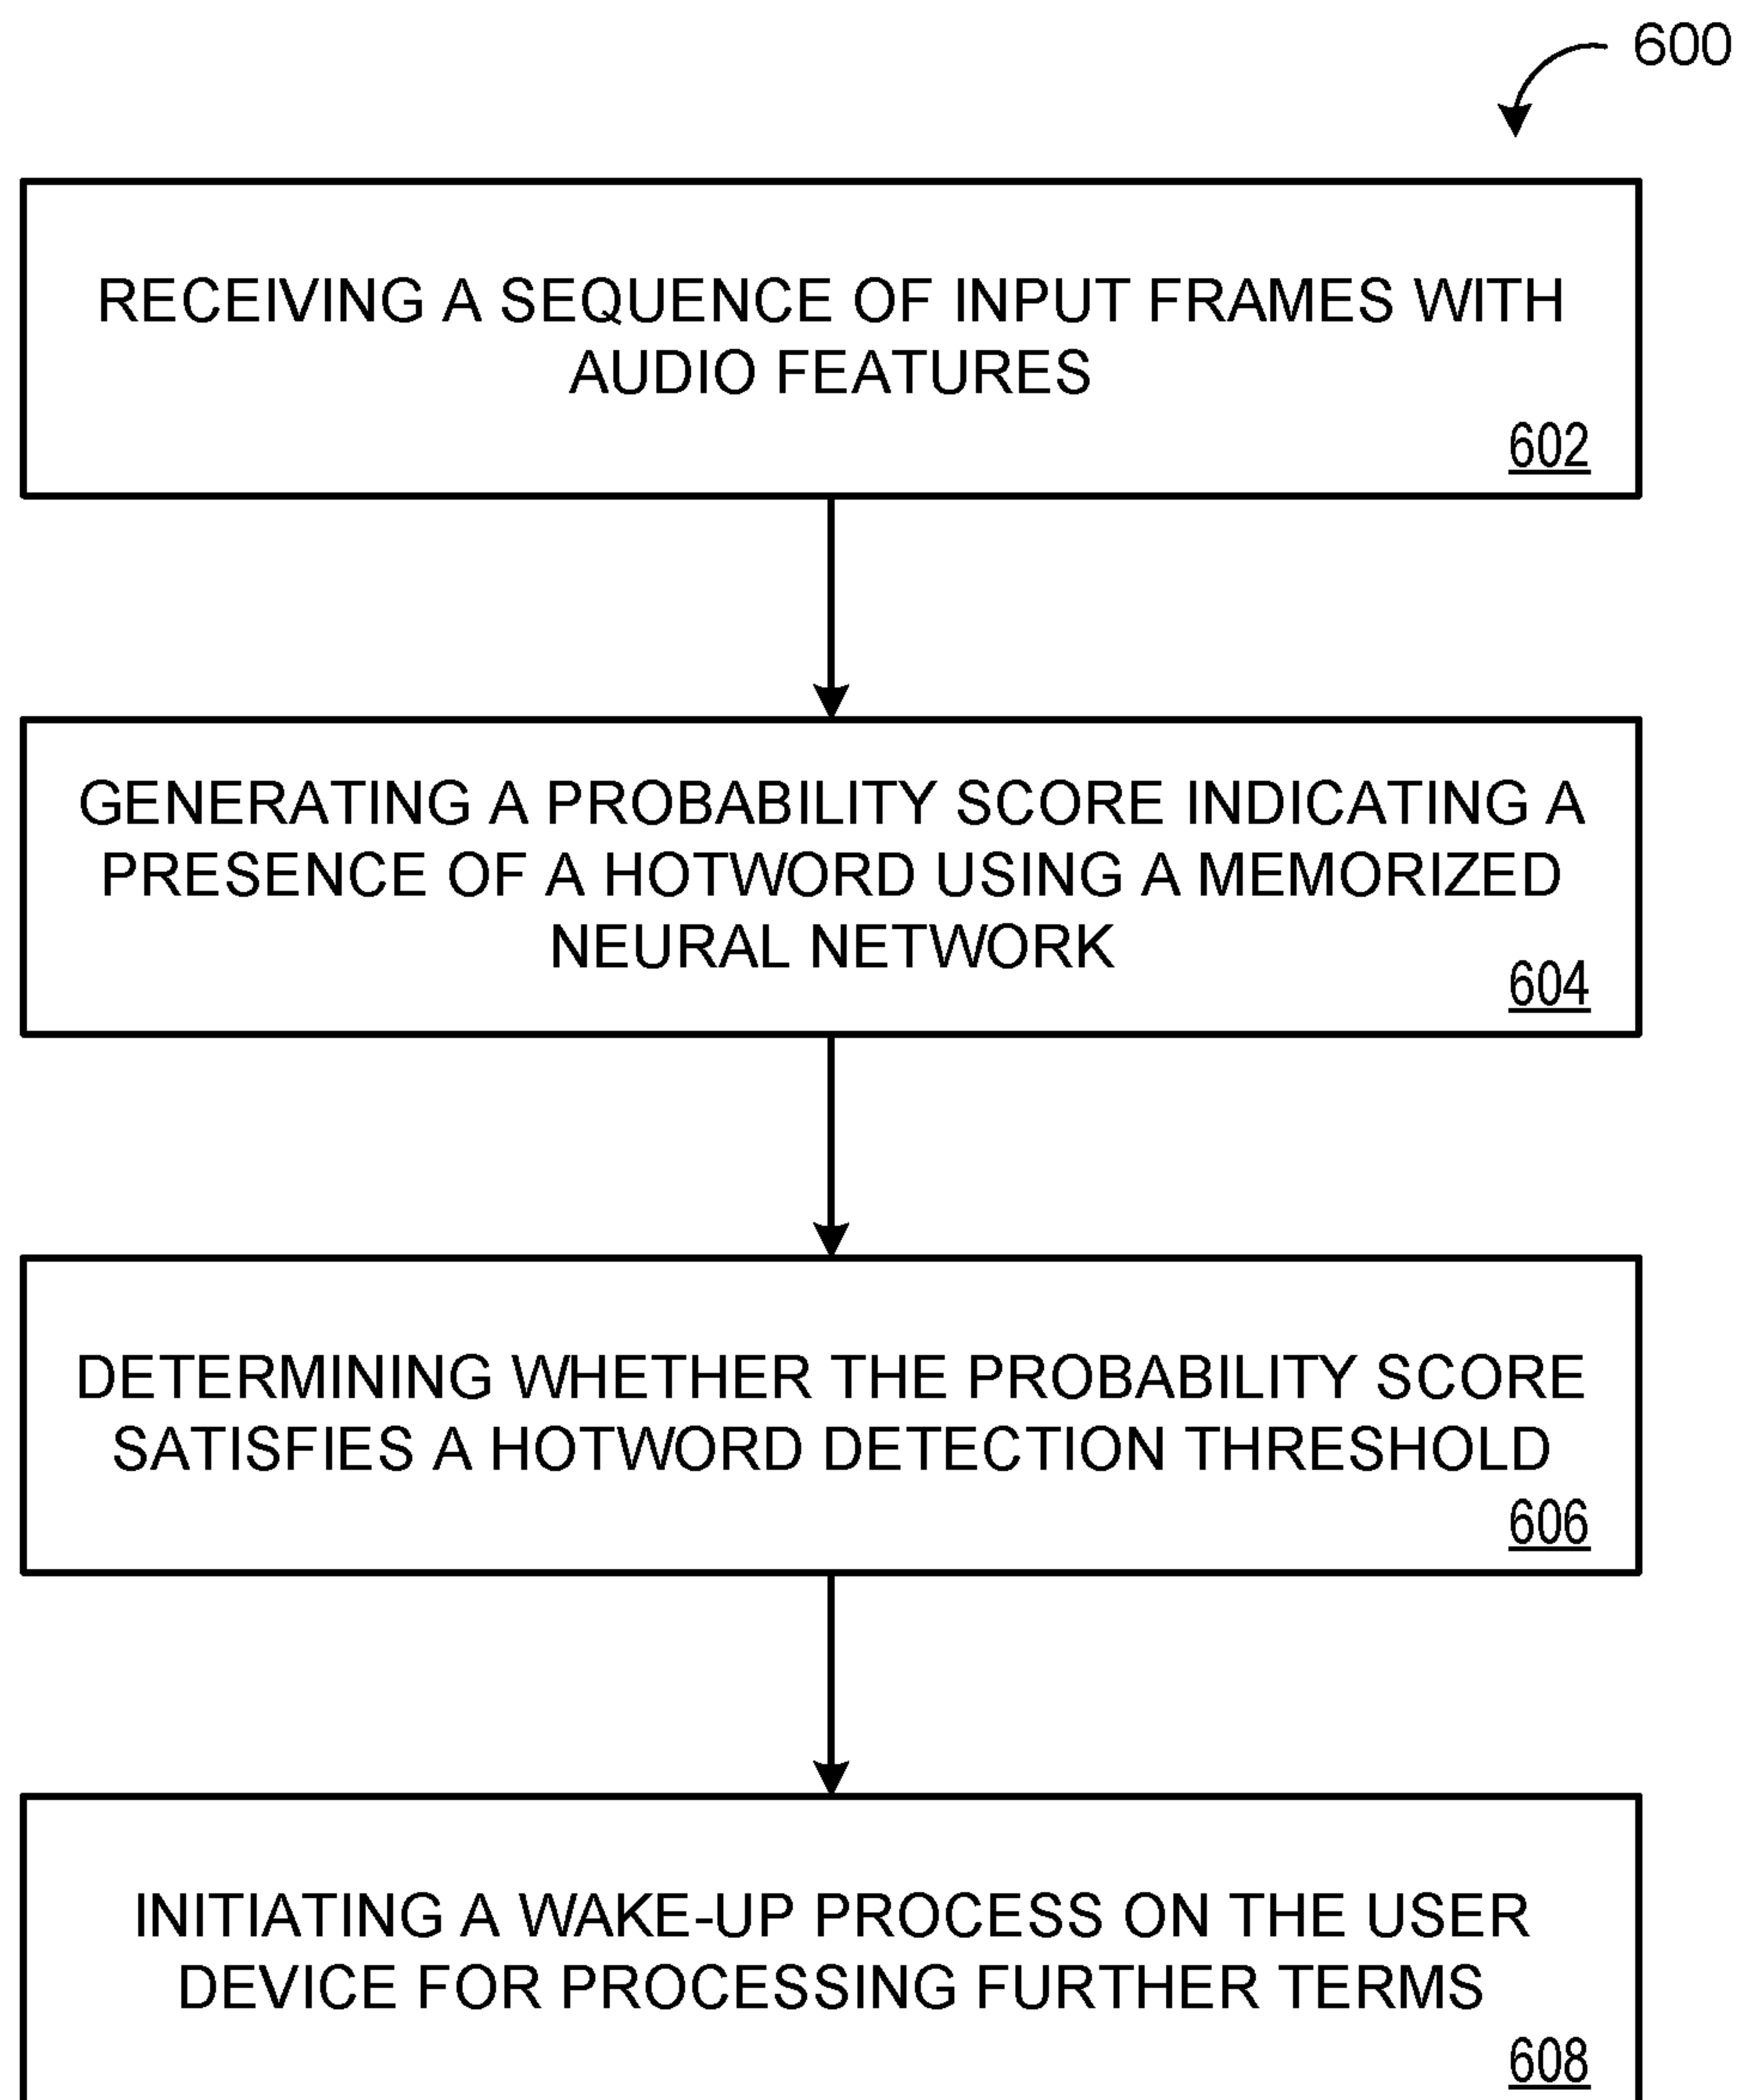 600
RECEIVING A SEQUENCE OF INPUT FRAMES WITH
AUDIO FEATURES
602
GENERATING A PROBABILITY SCORE INDICATING A
PRESENCE OF A HOTWORD USING A MEMORIZED
NEURAL NETWORK
604
DETERMINING WHETHER THE PROBABILITY SCORE
SATISFIES A HOTWORD DETECTION THRESHOLD
606
INITIATING A WAKE-UP PROCESS ON THE USER
DEVICE FOR PROCESSING FURTHER TERMS
608